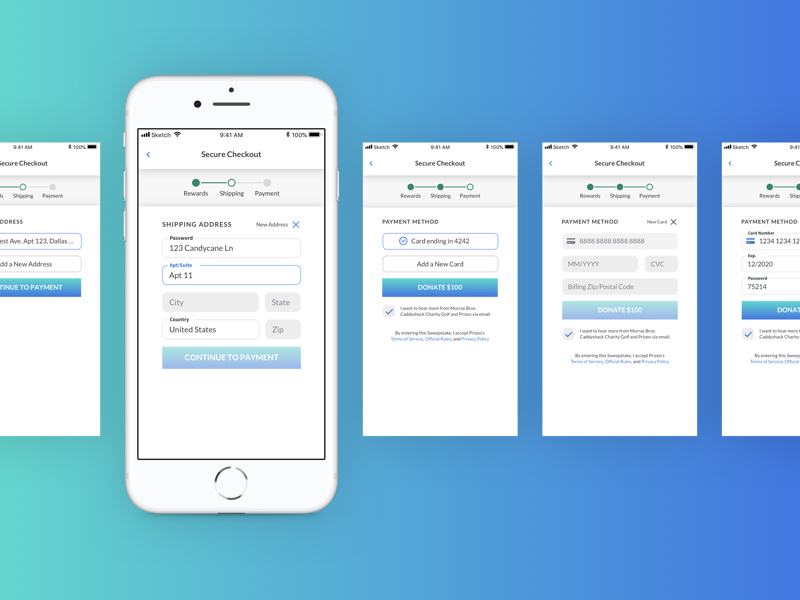 9:41 AM 100%
Secure Checkout
Shipping Payment
est Ave. Apt 123, Dallas ...
Add a New Address
TO PAYMENT
Sketch 9:41 AM 100%
Secure Checkout
Rewards Shipping Payment
SHIPPING ADDRESS New Address
Password
123 Candycane Ln
Apt/Suite
Apt 11
City State
Country
United States Zip
CONTINUE TO PAYMENT
Sketch 9:41 AM 100%
Secure Checkout
Rewards Shipping Payment
PAYMENT METHOD
Card ending in 4242
Add a New Card
DONATE $100
I want to hear more from Murray Bros.
Caddyshack Charity Golf and Prizeo via email.
By entering this Sweepstake, I accept Prizeo's
Terms of Service, Official Rules, and Privacy Policy
Sketch 9:41 AM 100%
Secure Checkout
Rewards Shipping Payment
PAYMENT METHOD New Card
8888 8888 8888 8888
MM/YYYY CVC
Billing Zip/Postal Code
DONATE $100
I want to hear more from Murray Bros.
Caddyshack Charity Golf and Prizeo via email.
By entering this Sweepstake, I accept Prizeo's
Terms of Service, Official Rules, and Privacy Policy
Sketch 9:41 AM
Secure
Rewards Shipping
PAYMENT METHOD
Card Number
1234 1234 12
Exp.
12/2020
Password
75214
I want to hear more
Caddyshack Charity
By entering this
Terms of Service, Official